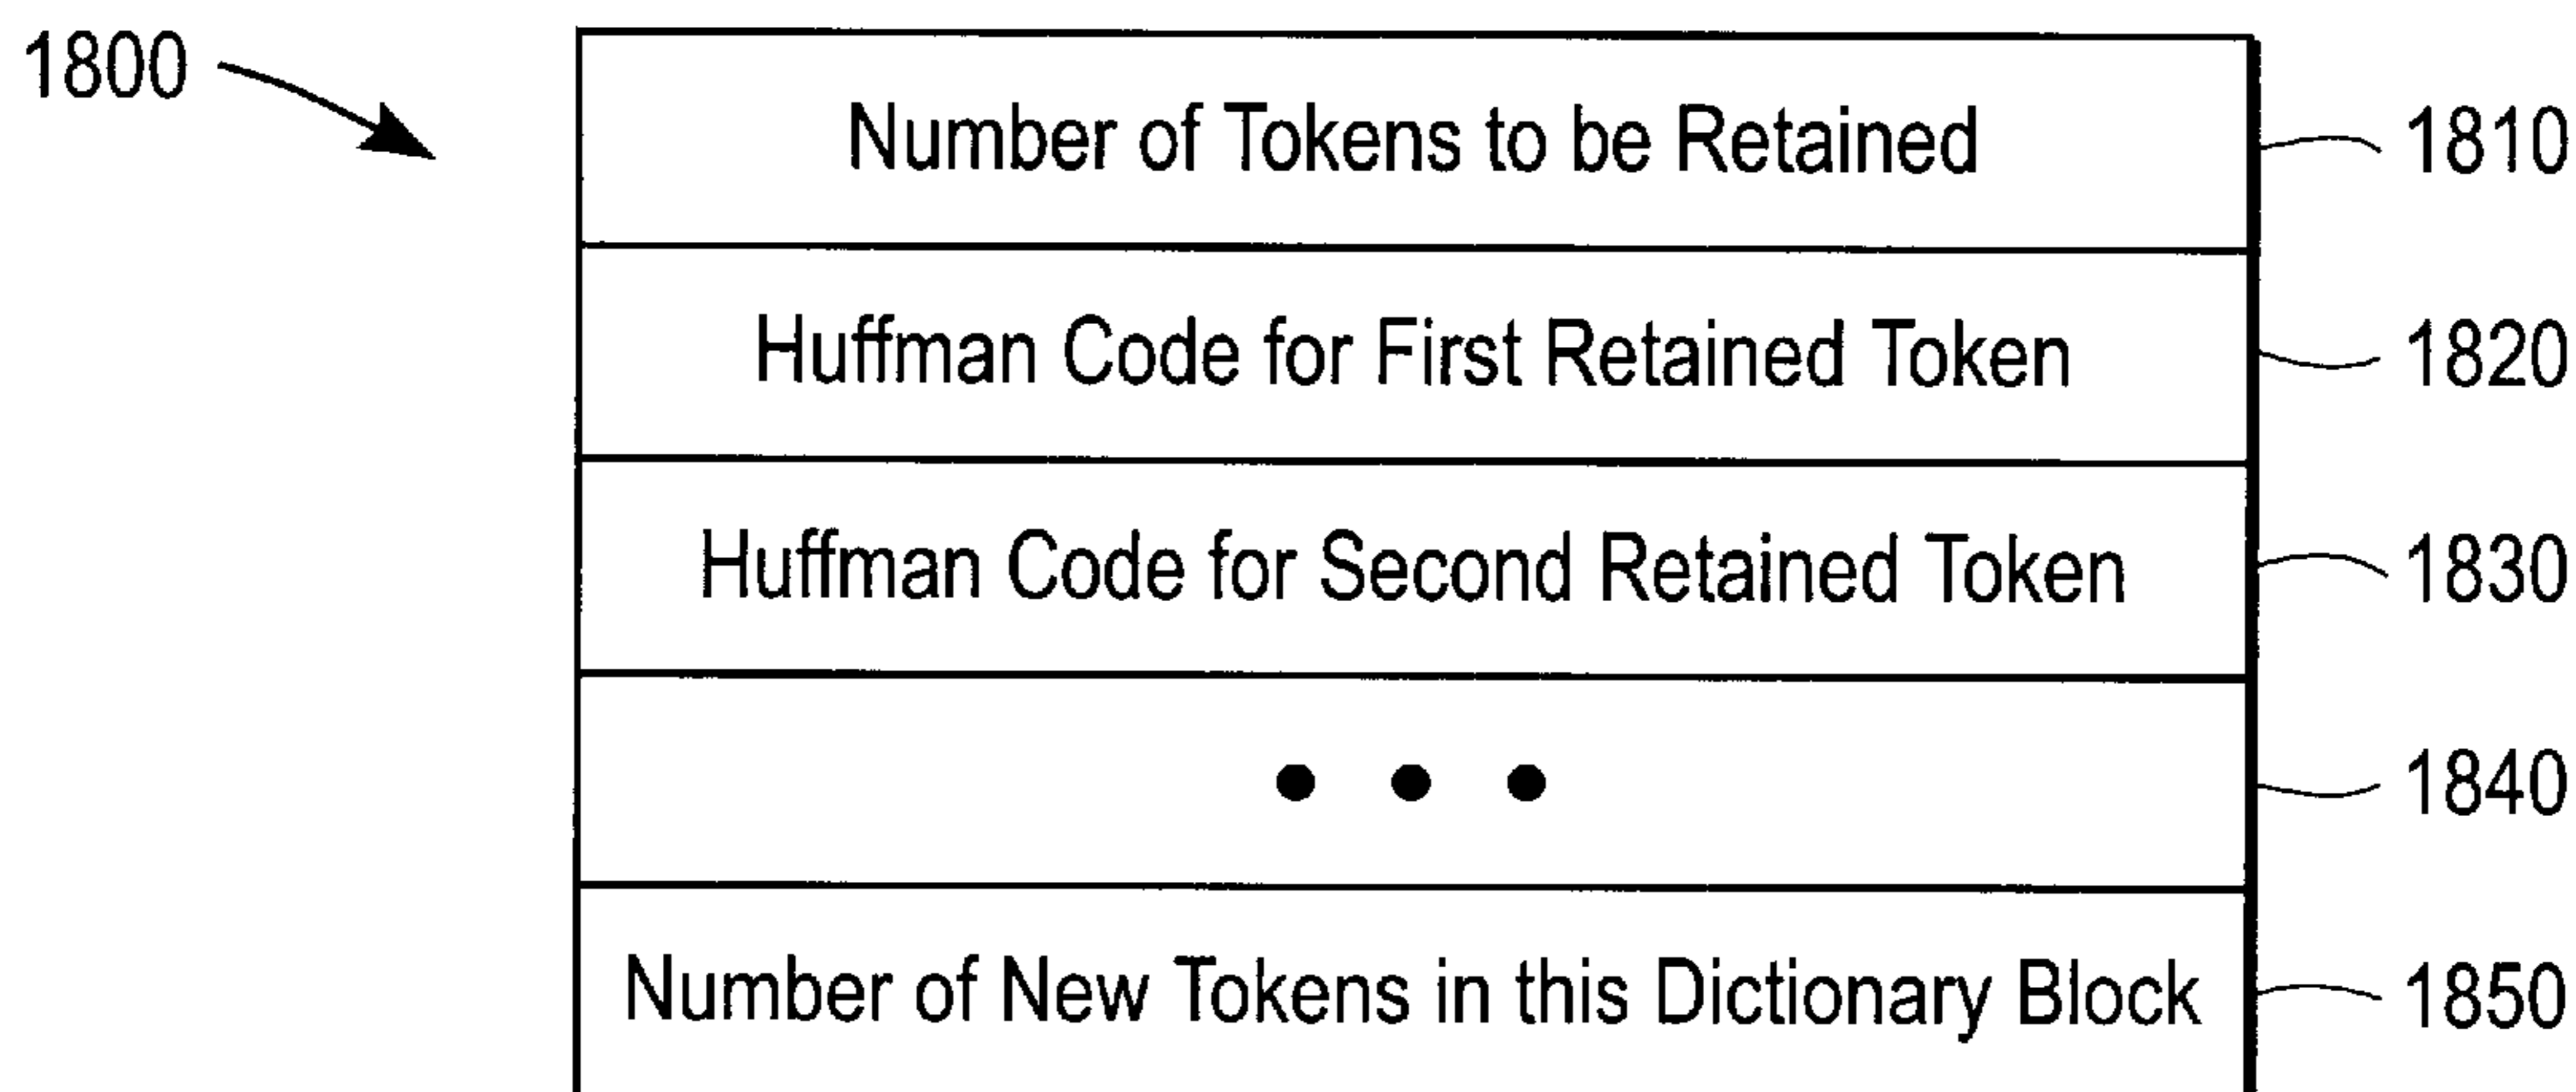 1800
Number of Tokens to be Retained 1810
Huffman Code for First Retained Token 1820
Huffman Code for Second Retained Token 1830
• • • 1840
Number of New Tokens in this Dictionary Block 1850